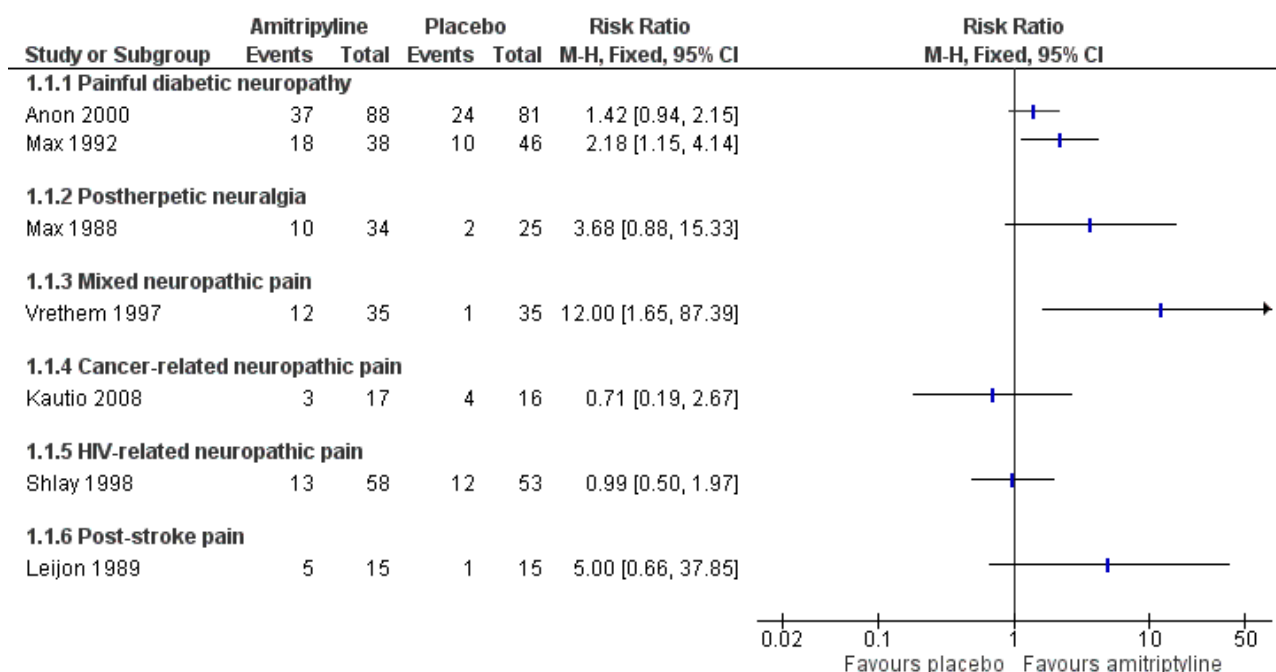 Amitripyline Placebo Risk Ratio Risk Ratio
Study or Subgroup Events Total Events Total M-H, Fixed, 95% CI M-H, Fixed, 95% CI
1.1.1 Painful diabetic neuropathy
Anon 2000 37 88 24 81 1.42 [0.94, 2.15]
Max 1992 18 38 10 46 2.18 [1.15, 4.14]
1.1.2 Postherpetic neuralgia
Max 1988 10 34 2 25 3.68 [0.88, 15.33]
1.1.3 Mixed neuropathic pain
Vrethem 1997 12 35 1 35 12.00 [1.65, 87.39]
1.1.4 Cancer-related neuropathic pain
Kautio 2008 3 17 4 16 0.71 [0.19, 2.67]
1.1.5 HIV-related neuropathic pain
Shlay 1998 13 58 12 53 0.99 [0.50, 1.97]
1.1.6 Post-stroke pain
Leijon 1989 5 15 1 15 5.00 [0.66, 37.85]
0.02 0.1 1 10 50
Favours placebo Favours amitriptyline